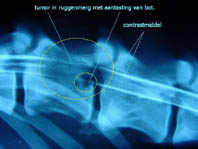 tumor in ruggenmerg met aantasting van bot.
contrastmiddel